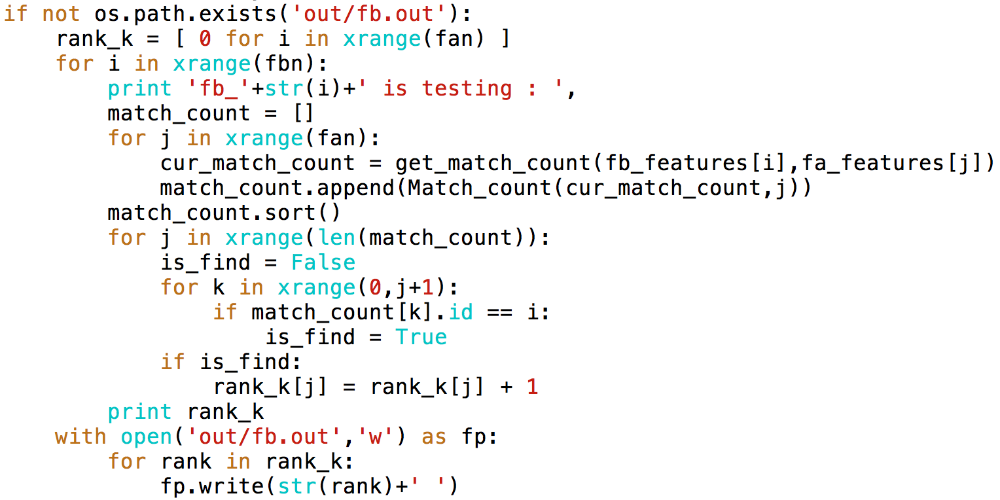 if not os.path.exists('out/fb.out'):
    rank_k = [ 0 for i in xrange(fan) ]
    for i in xrange(fbn):
        print 'fb_'+str(i)+' is testing : ',
        match_count = []
        for j in xrange(fan):
            cur_match_count = get_match_count(fb_features[i],fa_features[j])
            match_count.append(Match_count(cur_match_count,j))
        match_count.sort()
        for j in xrange(len(match_count)):
            is_find = False
            for k in xrange(0,j+1):
                if match_count[k].id == i:
                    is_find = True
            if is_find:
                rank_k[j] = rank_k[j] + 1
        print rank_k
    with open('out/fb.out','w') as fp:
        for rank in rank_k:
            fp.write(str(rank)+' ')